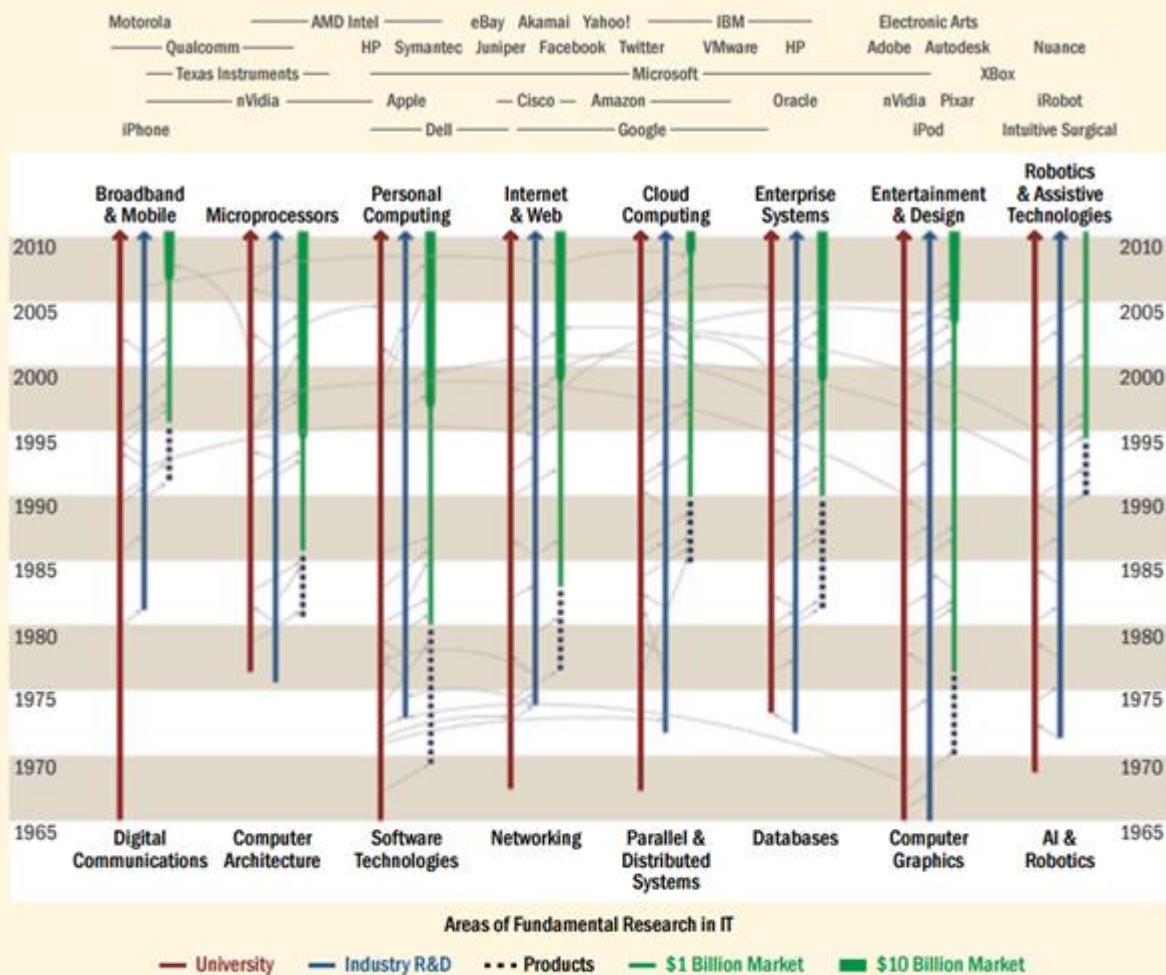 Motorola AMD Intel eBay Akamai Yahoo! IBM Electronic Arts
Qualcomm HP Symantec Juniper Facebook Twitter VMware HP Adobe Autodesk Nuance
Texas Instruments Microsoft XBox
nVidia Apple Cisco Amazon Oracle nVidia Pixar iRobot
iPhone Dell Google iPod Intuitive Surgical
Broadband
& Mobile
Microprocessors
Personal
Computing
Internet
& Web
Cloud
Computing
Enterprise
Systems
Entertainment
& Design
Robotics
& Assistive
Technologies
2010 2010
2005 2005
2000 2000
1995 1995
1990 1990
1985 1985
1980 1980
1975 1975
1970 1970
1965 1965
Digital
Communications
Computer
Architecture
Software
Technologies
Networking
Parallel &
Distributed
Systems
Databases
Computer
Graphics
AI &
Robotics
Areas of Fundamental Research in IT
University Industry R&D Products $1 Billion Market $10 Billion Market